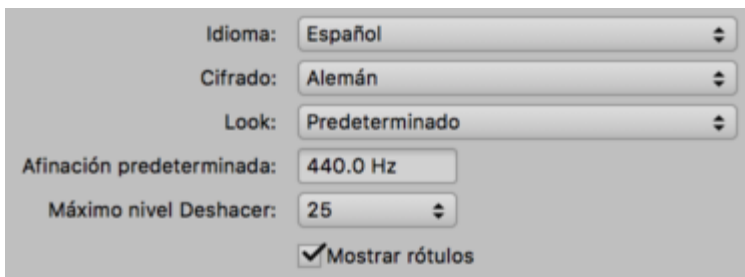 Idioma: Español
Cifrado: Alemán
Look: Predeterminado
Afinación predeterminada: 440.0 Hz
Máximo nivel Deshacer: 25
Mostrar rótulos